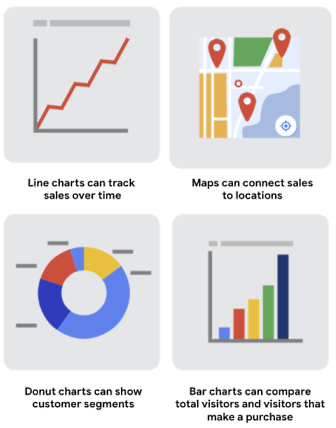 Line charts can track
sales over time
Maps can connect sales
to locations
Donut charts can show
customer segments
Bar charts can compare
total visitors and visitors that
make a purchase